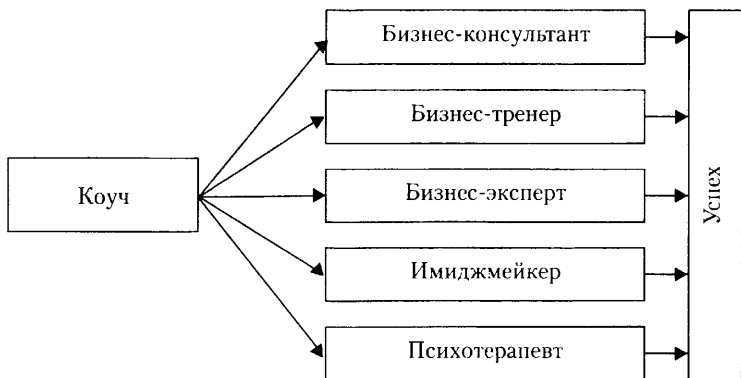 Бизнес-консультант
Бизнес-тренер
Коуч
Бизнес-эксперт
Имиджмейкер
Психотерапевт
Успех